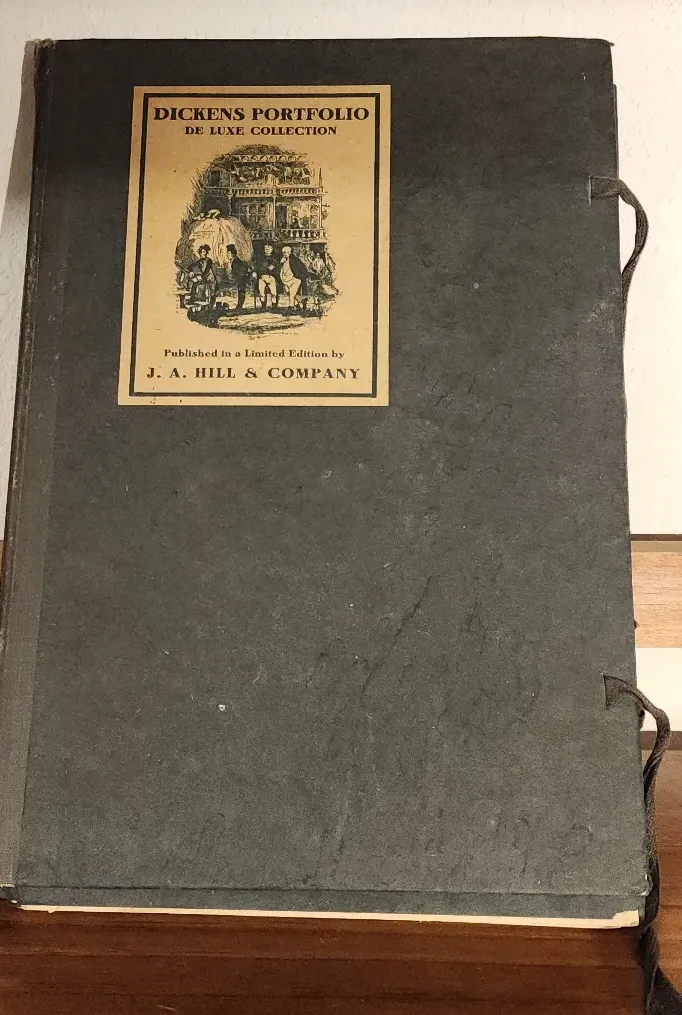 DICKENS PORTFOLIO
DE LUXE COLLECTION
Published in a Limited Edition by
J. A. HILL & COMPANY